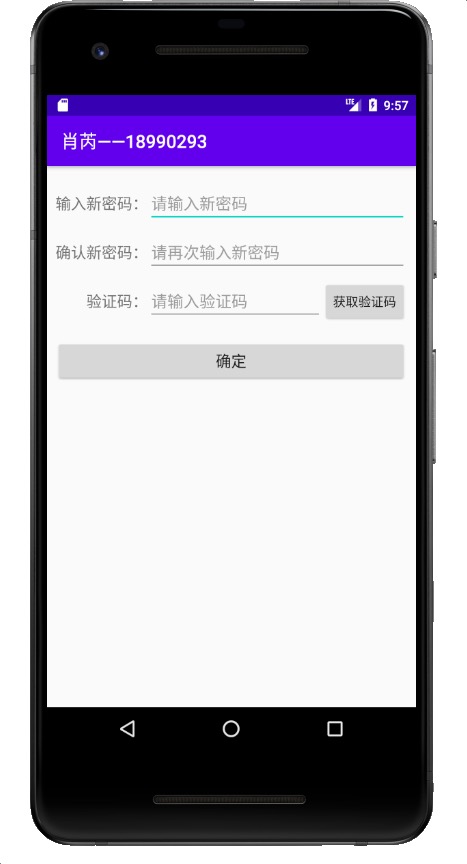 LTE 9:57
肖芮——18990293
输入新密码： 请输入新密码
确认新密码： 请再次输入新密码
验证码： 请输入验证码 获取验证码
确定